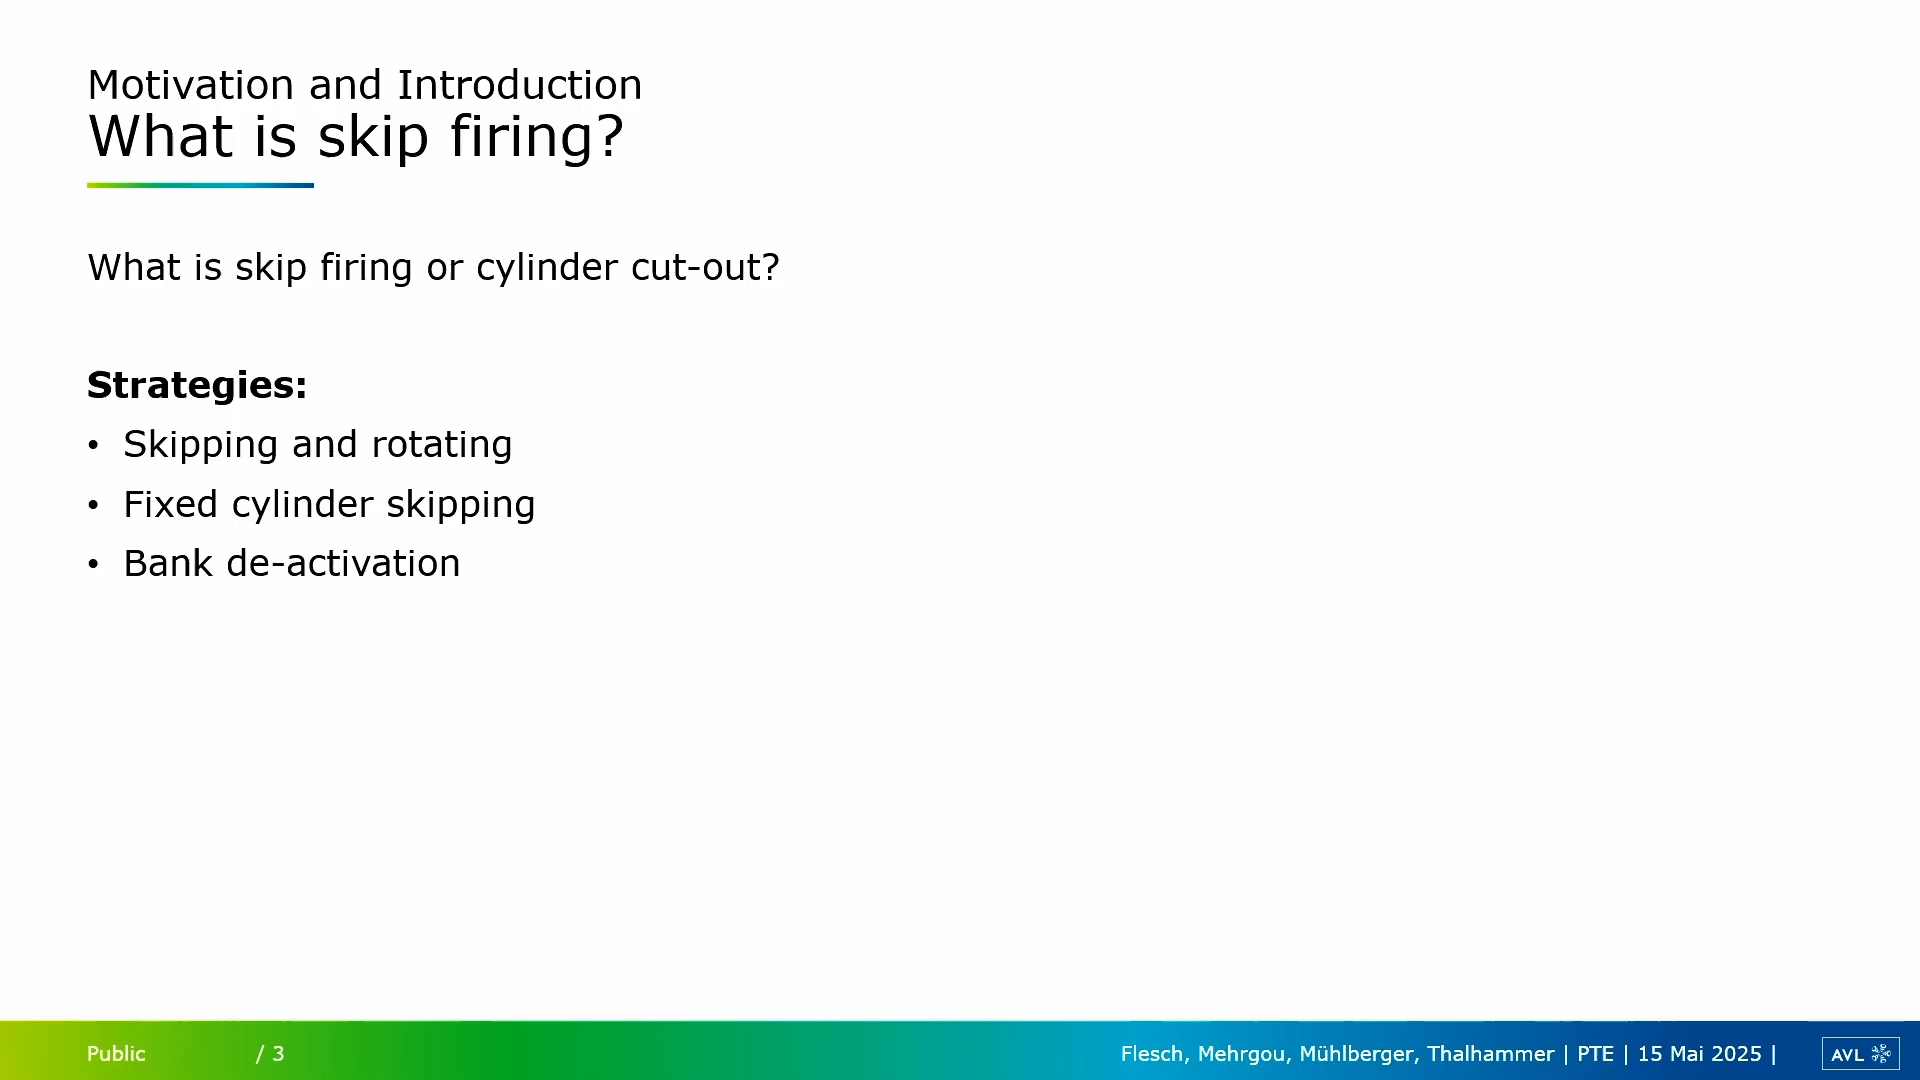 Motivation and Introduction
What is skip firing?
What is skip firing or cylinder cut-out?
Strategies:
• Skipping and rotating
• Fixed cylinder skipping
• Bank de-activation
Public / 3 Flesch, Mehrgou, Mühlberger, Thalhammer | PTE | 15 Mai 2025 | AVL